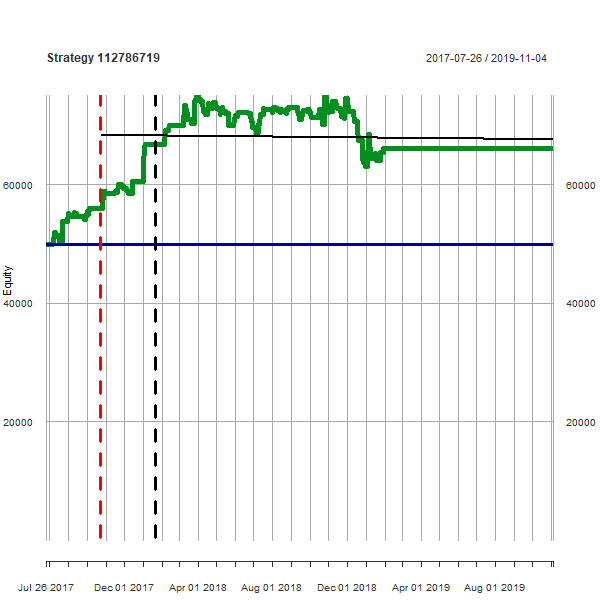 Strategy 112786719
2017-07-26 / 2019-11-04
Equity
60000
60000
40000
40000
20000
20000
Jul 26 2017
Dec 01 2017
Apr 01 2018
Aug 01 2018
Dec 01 2018
Apr 01 2019
Aug 01 2019